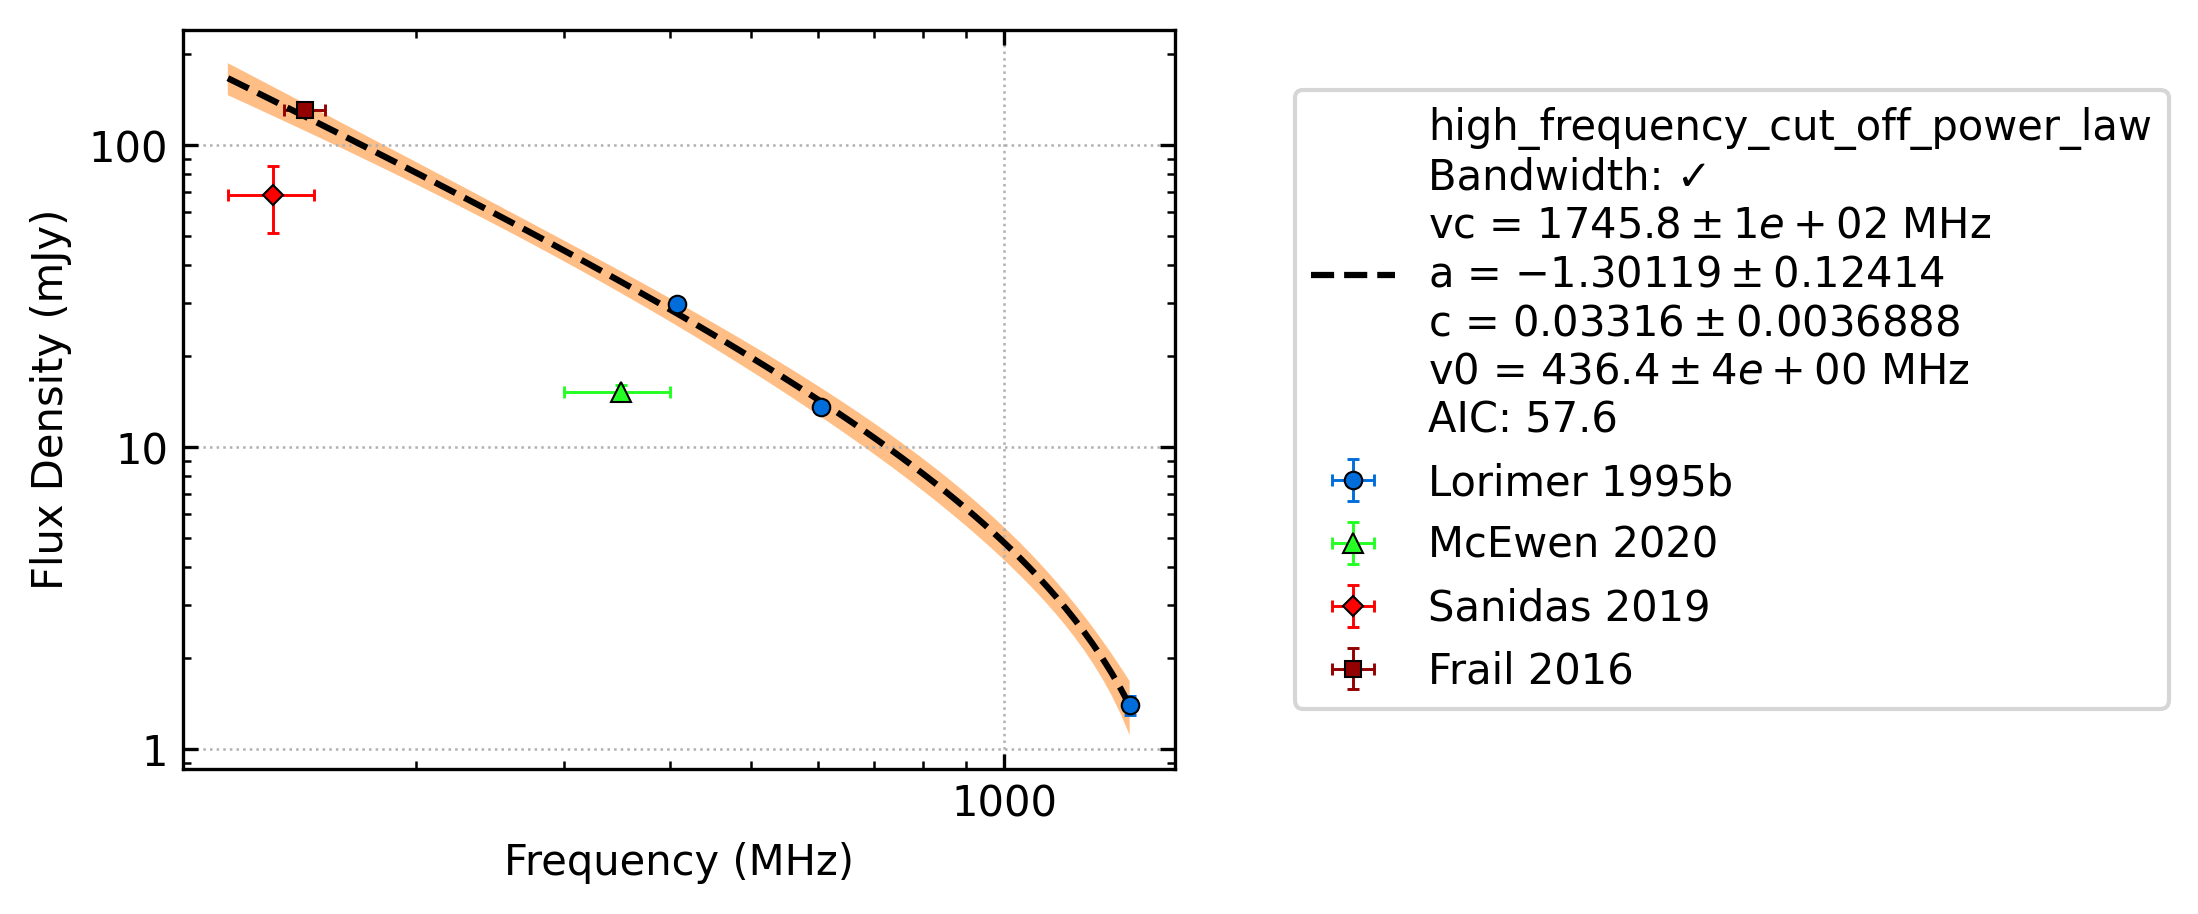 100
10
1
1000
Flux Density (mJy)
Frequency (MHz)
high_frequency_cut_off_power_law
Bandwidth: ✓
vc = 1745.8 ± 1e + 02 MHz
a = −1.30119 ± 0.12414
c = 0.03316 ± 0.0036888
v0 = 436.4 ± 4e + 00 MHz
AIC: 57.6
Lorimer 1995b
McEwen 2020
Sanidas 2019
Frail 2016